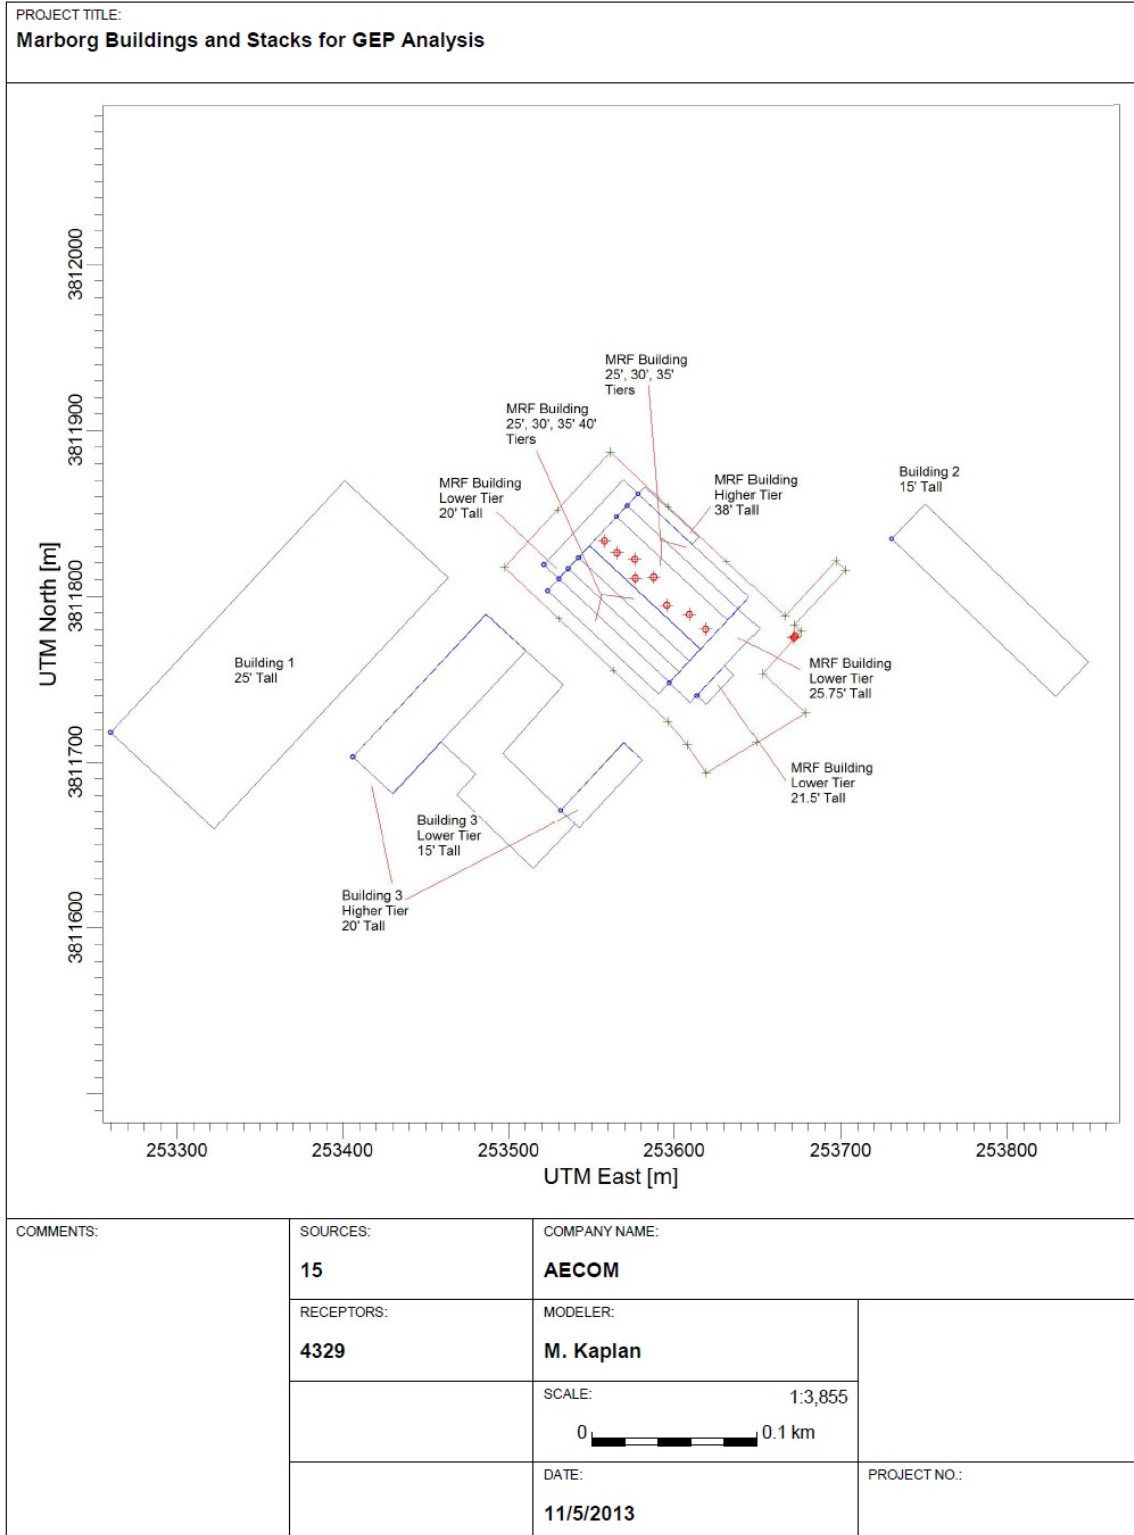 PROJECT TITLE:
Marborg Buildings and Stacks for GEP Analysis
MRF Building
25', 30', 35'
Tiers
MRF Building
25', 30', 35' 40'
Tiers
MRF Building
Lower Tier
20' Tall
MRF Building
Higher Tier
38' Tall
Building 2
15' Tall
Building 1
25' Tall
MRF Building
Lower Tier
25.75' Tall
MRF Building
Lower Tier
21.5' Tall
Building 3
Lower Tier
15' Tall
Building 3
Higher Tier
20' Tall
UTM North [m]
3812000
3811900
3811800
3811700
3811600
253300
253400
253500
253600
253700
253800
UTM East [m]
COMMENTS:
SOURCES:
15
COMPANY NAME:
AECOM
RECEPTORS:
4329
MODELER:
M. Kaplan
SCALE:
1:3,855
0
0.1 km
DATE:
11/5/2013
PROJECT NO.: